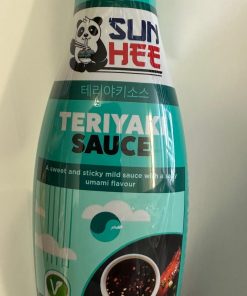 SUN
HEE
테리야키소스
TERIYAKI
SAUCE
A sweet and sticky mild sauce with a
umami flavour